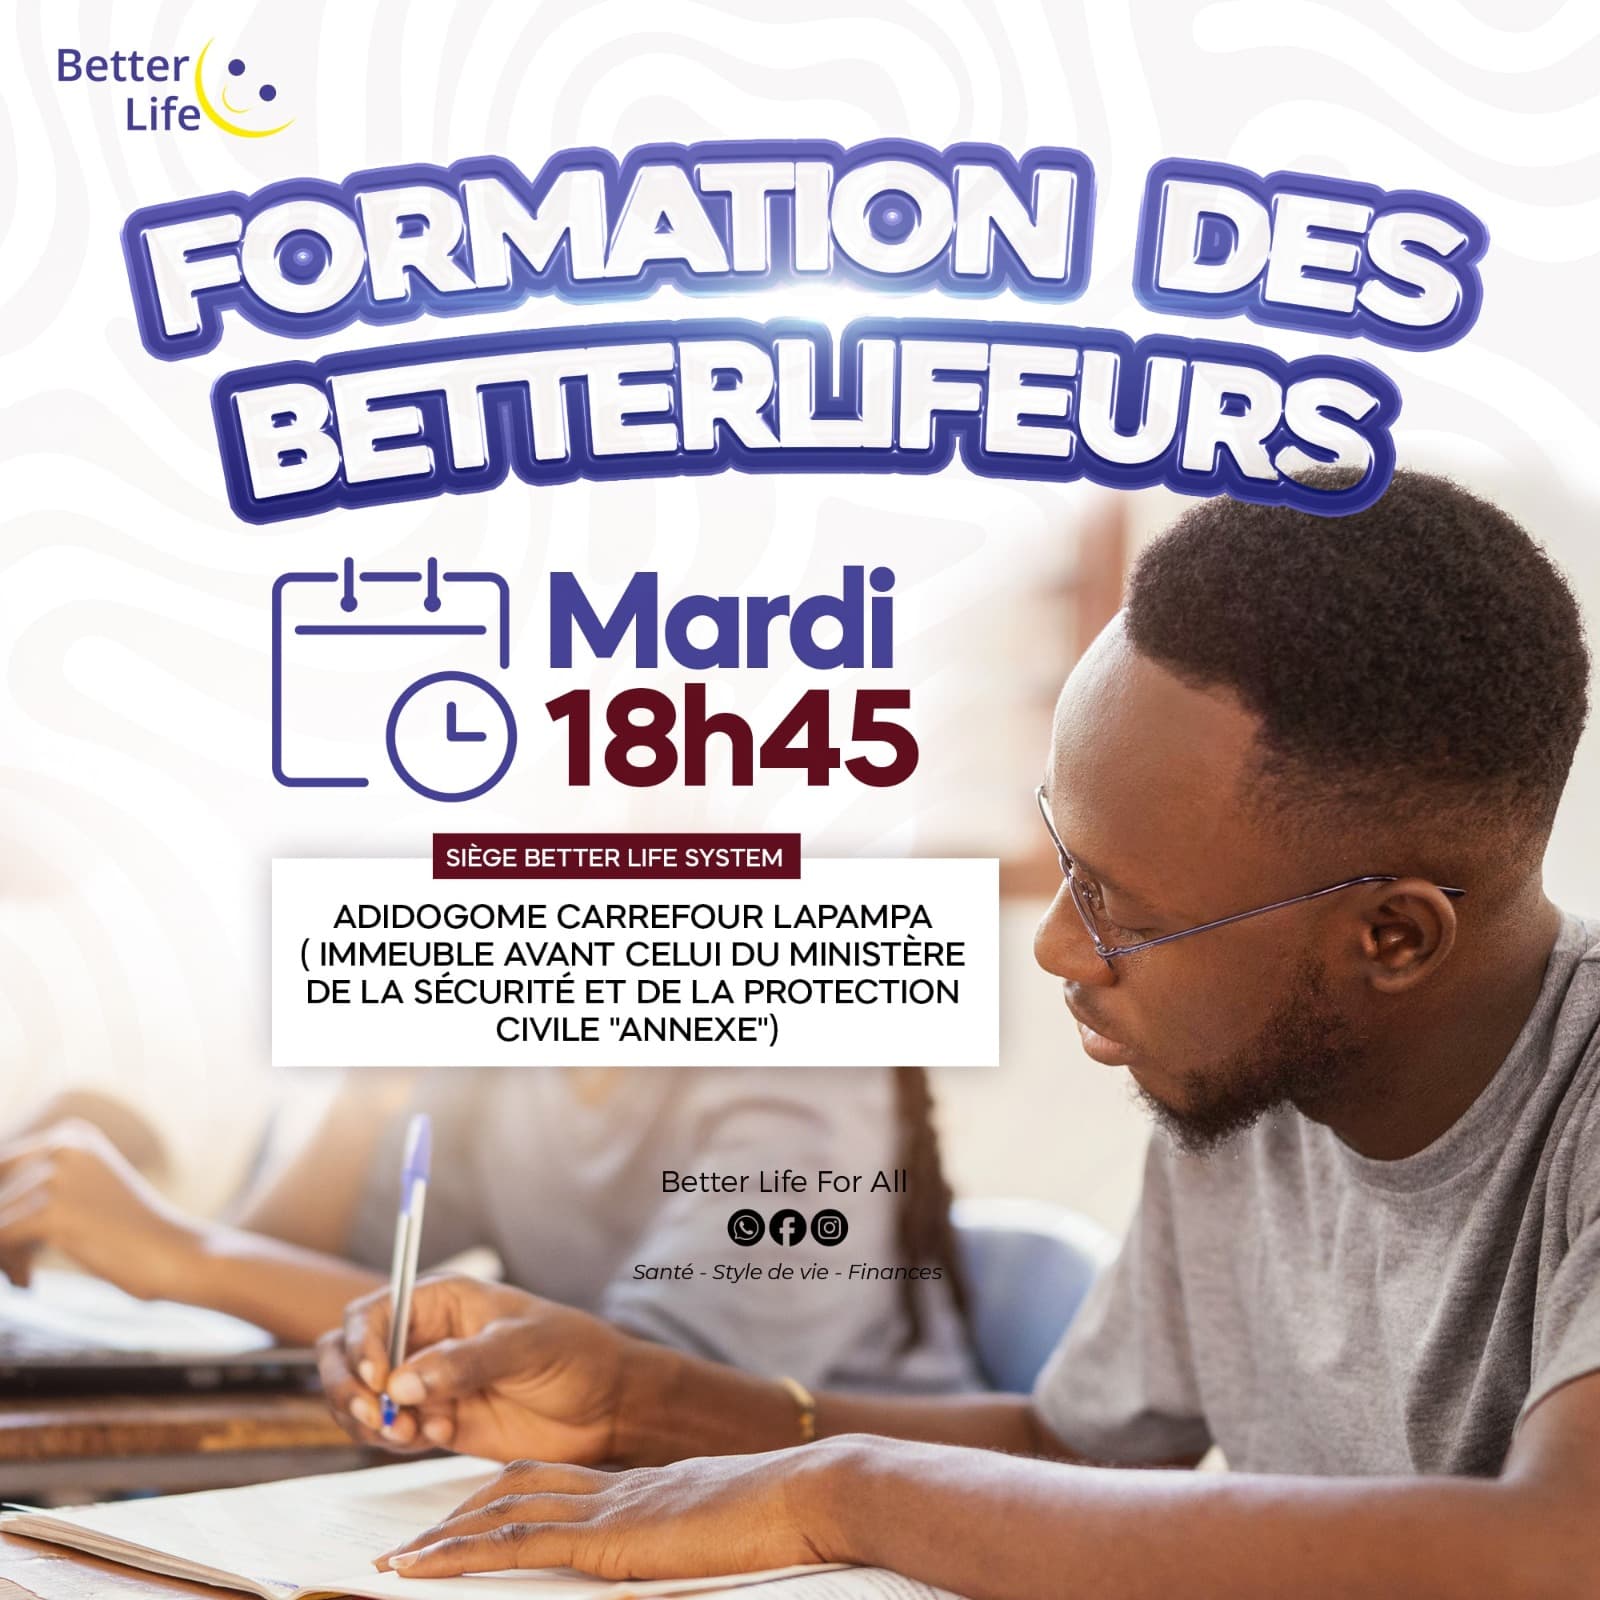 Better
Life
FORMATION DES
BETTERLIFEURS
Mardi
18h45
SIÈGE BETTER LIFE SYSTEM
ADIDOGOME CARREFOUR LAPAMPA
( IMMEUBLE AVANT CELUI DU MINISTÈRE
DE LA SÉCURITÉ ET DE LA PROTECTION
CIVILE "ANNEXE")
Better Life For All
Santé - Style de vie - Finances